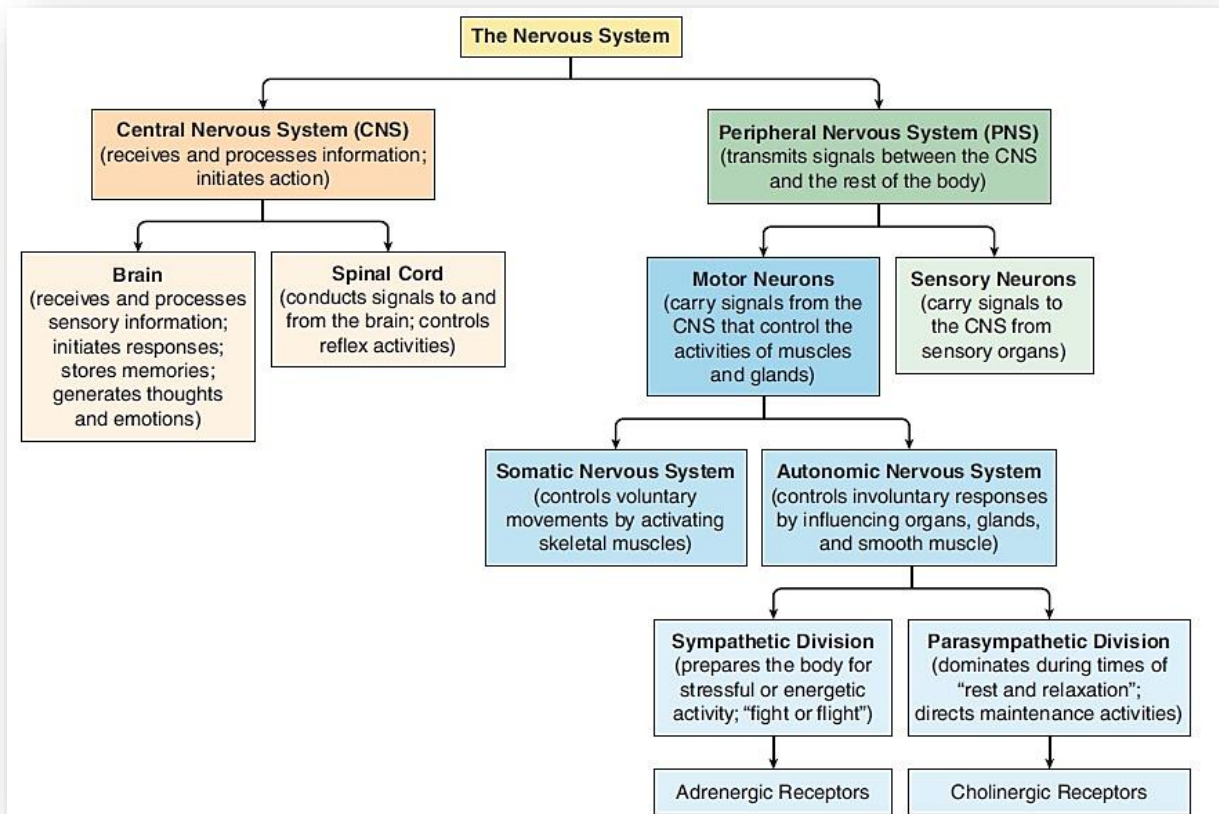 The Nervous System
Central Nervous System (CNS)
(receives and processes information;
initiates action)
Peripheral Nervous System (PNS)
(transmits signals between the CNS
and the rest of the body)
Brain
(receives and processes
sensory information;
initiates responses;
stores memories;
generates thoughts
and emotions)
Spinal Cord
(conducts signals to and
from the brain; controls
reflex activities)
Motor Neurons
(carry signals from the
CNS that control the
activities of muscles
and glands)
Sensory Neurons
(carry signals to
the CNS from
sensory organs)
Somatic Nervous System
(controls voluntary
movements by activating
skeletal muscles)
Autonomic Nervous System
(controls involuntary responses
by influencing organs, glands,
and smooth muscle)
Sympathetic Division
(prepares the body for
stressful or energetic
activity; “fight or flight”)
Parasympathetic Division
(dominates during times of
“rest and relaxation”;
directs maintenance activities)
Adrenergic Receptors
Cholinergic Receptors